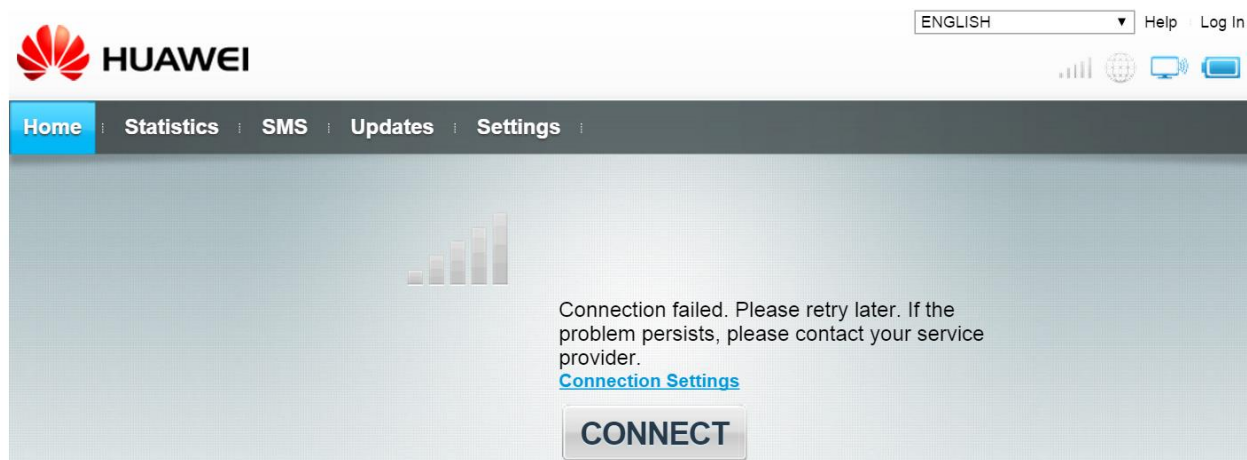 ENGLISH Help Log In
HUAWEI
Home Statistics SMS Updates Settings
Connection failed. Please retry later. If the
problem persists, please contact your service
provider.
Connection Settings
CONNECT